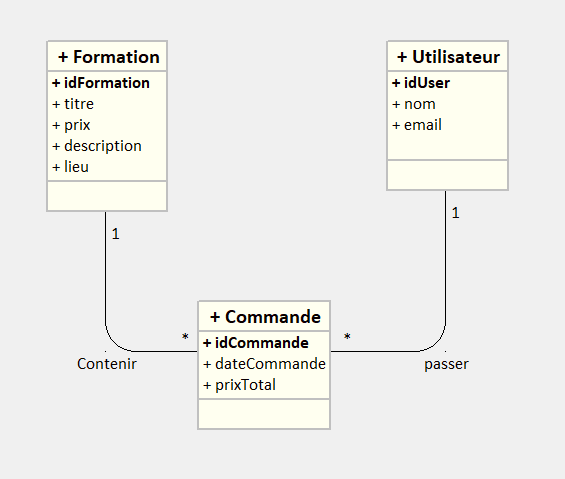 + Formation
+ idFormation
+ titre
+ prix
+ description
+ lieu
+ Utilisateur
+ idUser
+ nom
+ email
1
1
+ Commande
+ idCommande
+ dateCommande
+ prixTotal
*
*
Contenir
passer